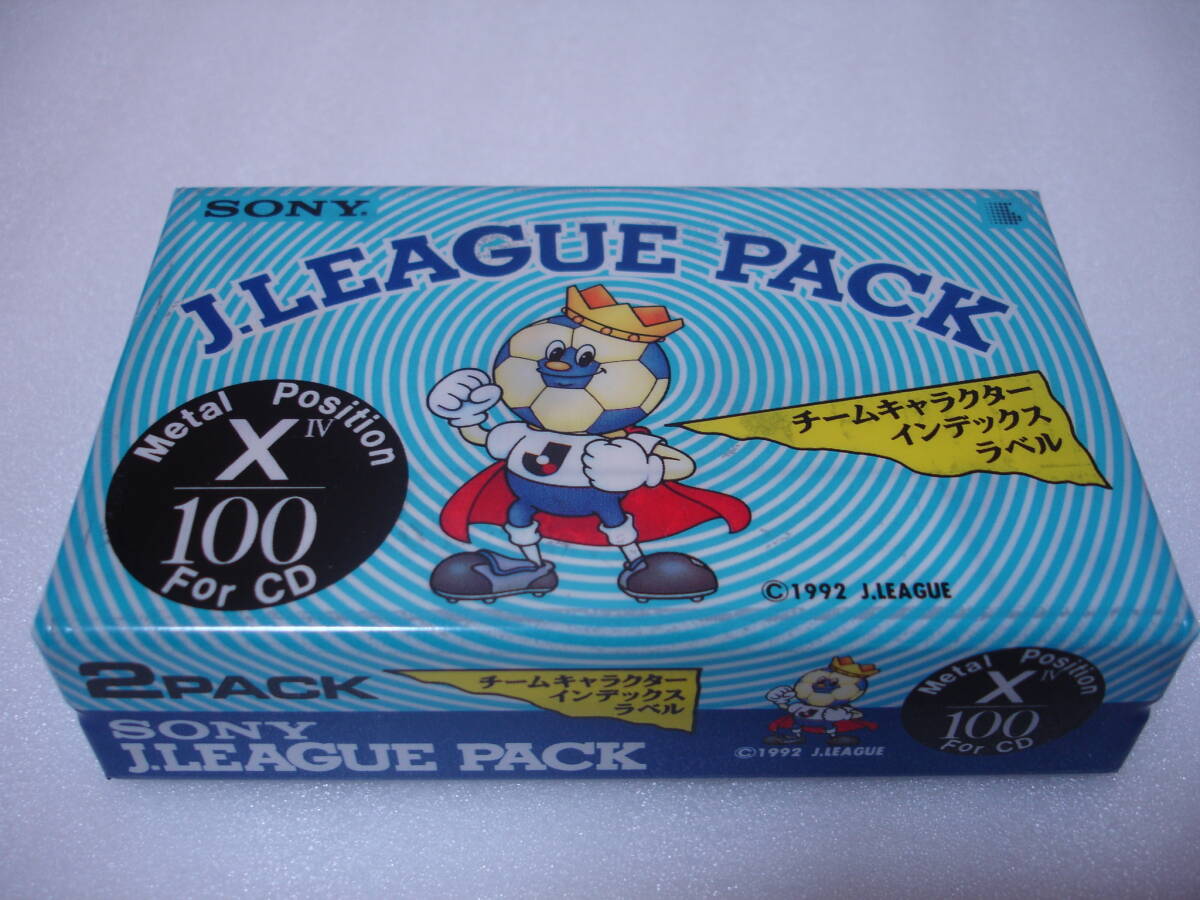 SONY.
J.LEAGUE PACK
Metal Position
X IV
100
For CD
チームキャラクター
インデックス
ラベル
J
©1992 J.LEAGUE
2PACK
チームキャラクター
インデックス
ラベル
SONY
J.LEAGUE PACK
©1992 J.LEAGUE
Metal Position
X IV
100
For CD